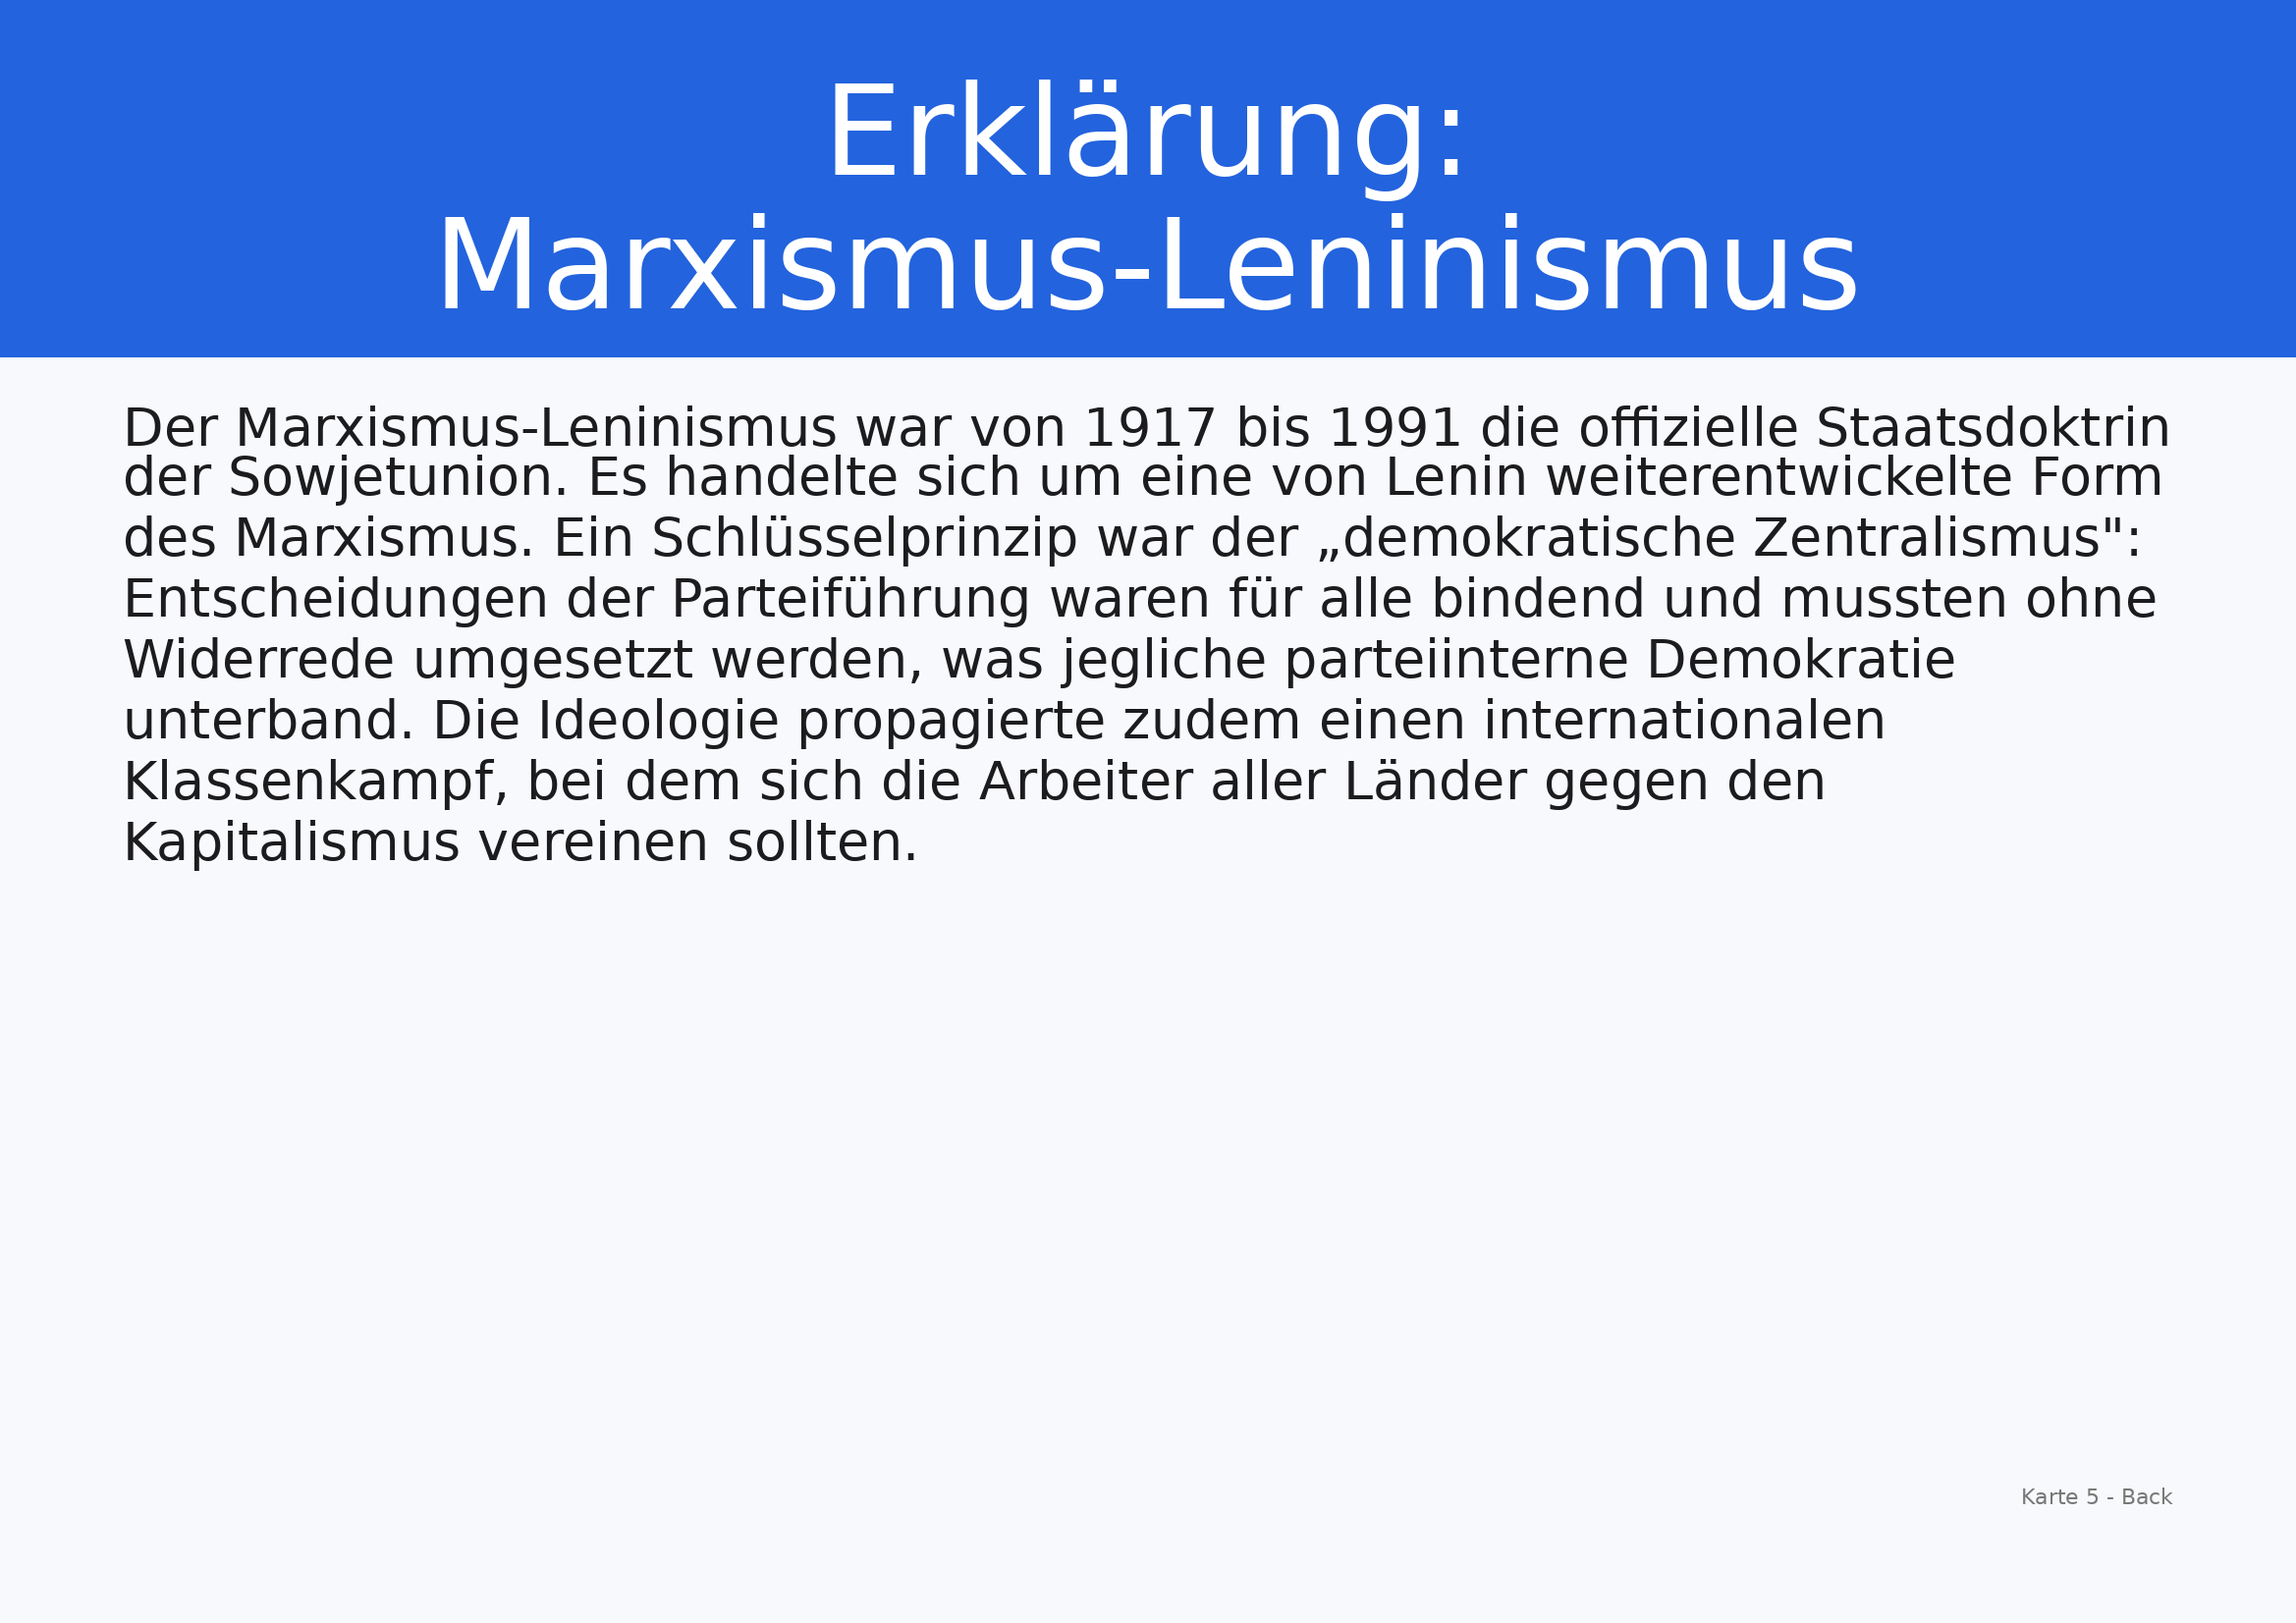 Erklärung:
Marxismus-Leninismus
Der Marxismus-Leninismus war von 1917 bis 1991 die offizielle Staatsdoktrin
der Sowjetunion. Es handelte sich um eine von Lenin weiterentwickelte Form
des Marxismus. Ein Schlüsselprinzip war der „demokratische Zentralismus":
Entscheidungen der Parteiführung waren für alle bindend und mussten ohne
Widerrede umgesetzt werden, was jegliche parteiinterne Demokratie
unterband. Die Ideologie propagierte zudem einen internationalen
Klassenkampf, bei dem sich die Arbeiter aller Länder gegen den
Kapitalismus vereinen sollten.
Karte 5 - Back